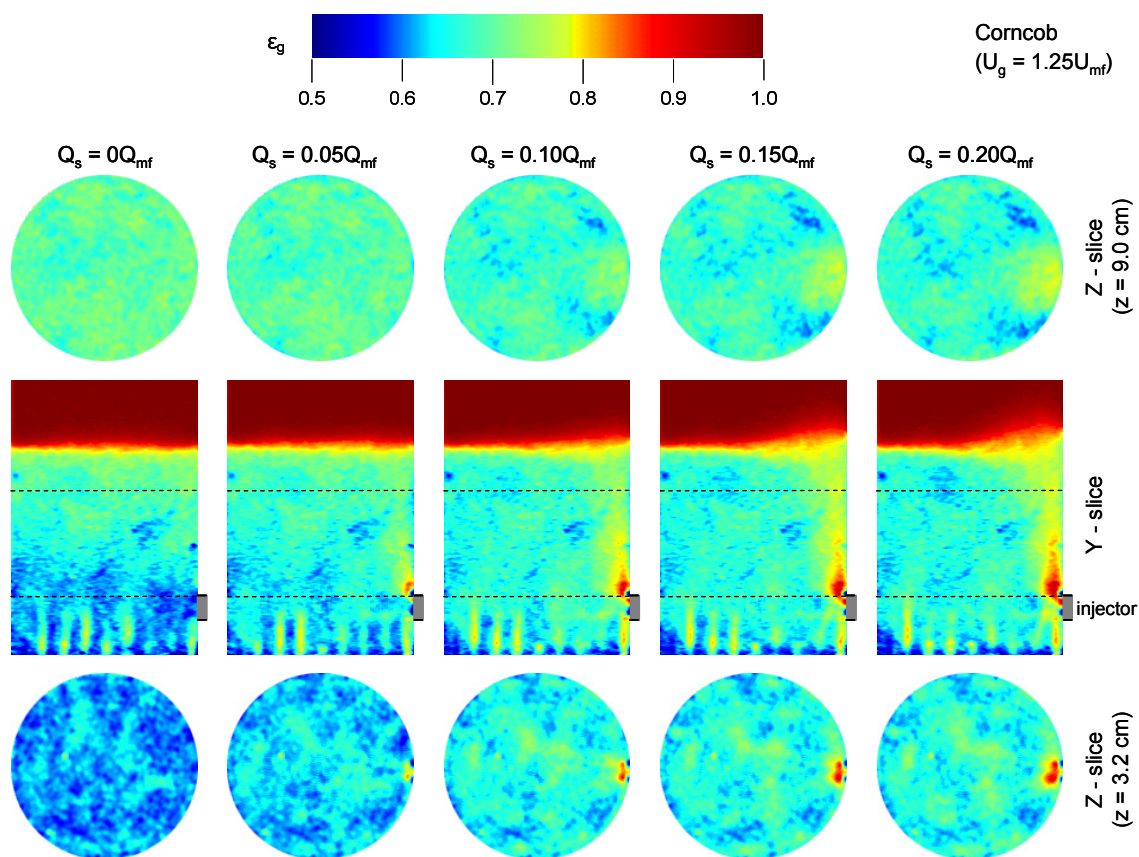 Corncob
εg
(Ug = 1.25Umf)
0.5 0.6 0.7 0.8 0.9 1.0
Qs = 0Qmf Qs = 0.05Qmf Qs = 0.10Qmf Qs = 0.15Qmf Qs = 0.20Qmf
Z - slice
(z = 9.0 cm)
Y - slice
injector
Z - slice
(z = 3.2 cm)